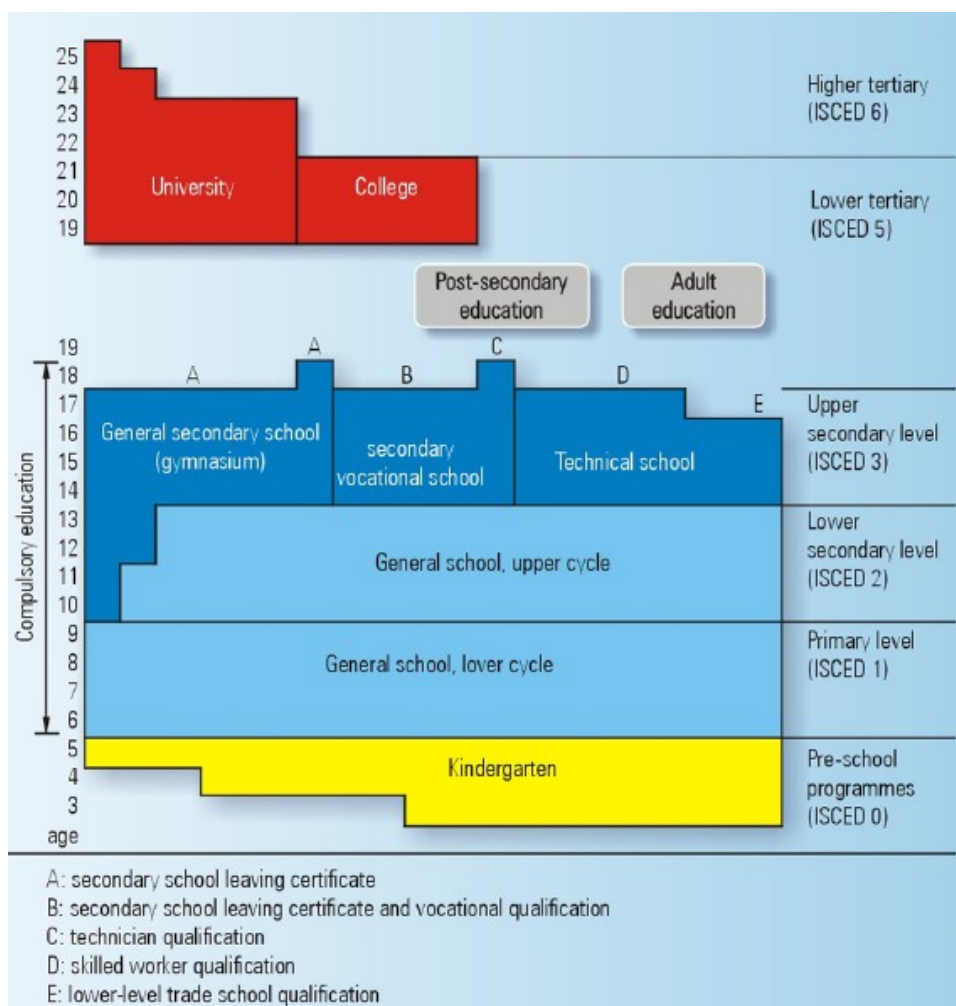 25
24
23
22
21
20
19
University
College
Higher tertiary
(ISCED 6)
Lower tertiary
(ISCED 5)
Post-secondary
education
Adult
education
19
18
17
16
15
14
13
12
11
10
9
8
7
6
5
4
3
age
Compulsory education
A
A
B
C
D
E
General secondary school
(gymnasium)
secondary
vocational school
Technical school
Upper
secondary level
(ISCED 3)
General school, upper cycle
Lower
secondary level
(ISCED 2)
General school, lover cycle
Primary level
(ISCED 1)
Kindergarten
Pre-school
programmes
(ISCED 0)
A: secondary school leaving certificate
B: secondary school leaving certificate and vocational qualification
C: technician qualification
D: skilled worker qualification
E: lower-level trade school qualification